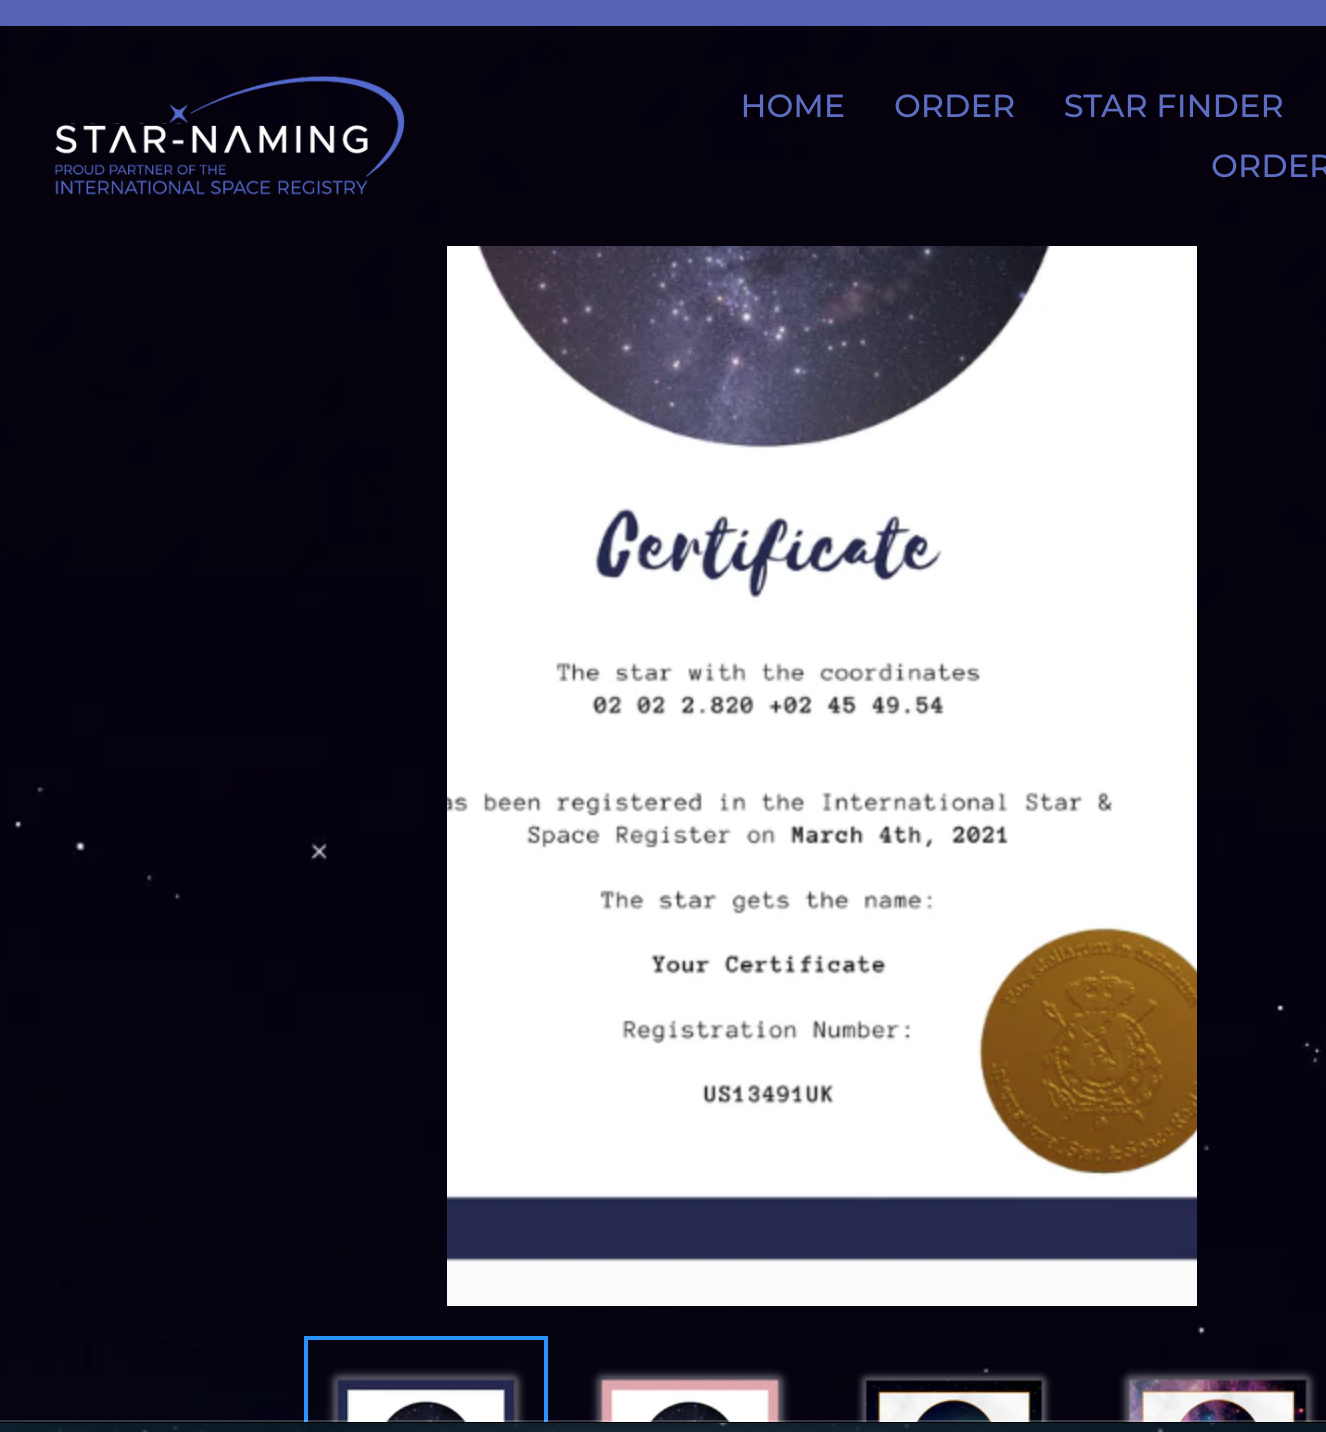 STAR-NAMING
PROUD PARTNER OF THE
INTERNATIONAL SPACE REGISTRY
HOME ORDER STAR FINDER
ORDER
Certificate
The star with the coordinates
02 02 2.820 +02 45 49.54
as been registered in the International Star &
Space Register on March 4th, 2021
The star gets the name:
Your Certificate
Registration Number:
US13491UK